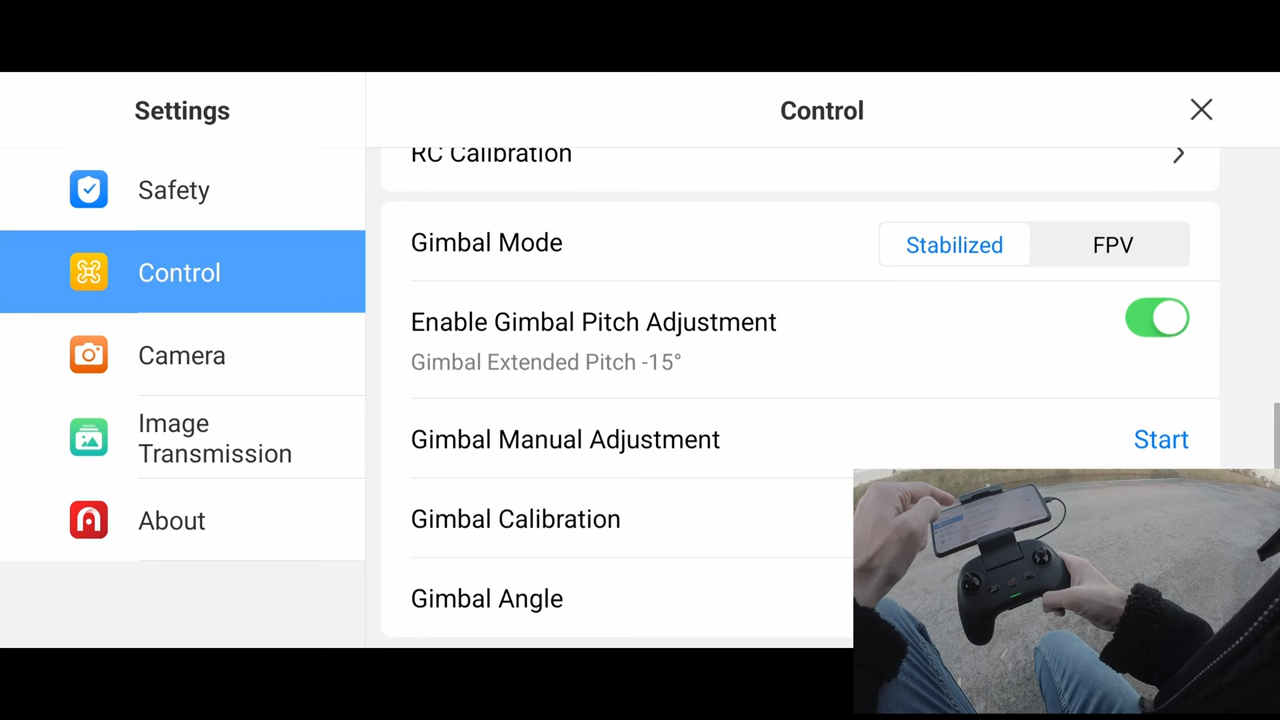 Settings
Control
RC Calibration
Safety
Gimbal Mode
Stabilized
FPV
Control
Enable Gimbal Pitch Adjustment
Gimbal Extended Pitch -15°
Camera
Gimbal Manual Adjustment
Start
Image
Transmission
Gimbal Calibration
About
Gimbal Angle